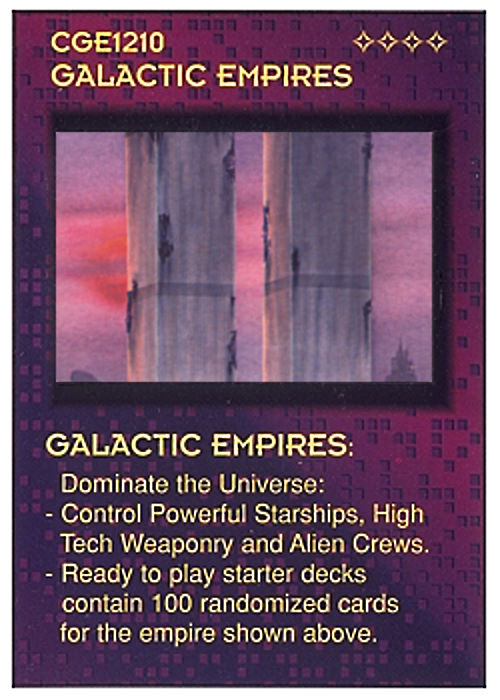 CGE1210
GALACTIC EMPIRES
GALACTIC EMPIRES:
Dominate the Universe:
- Control Powerful Starships, High
Tech Weaponry and Alien Crews.
- Ready to play starter decks
contain 100 randomized cards
for the empire shown above.